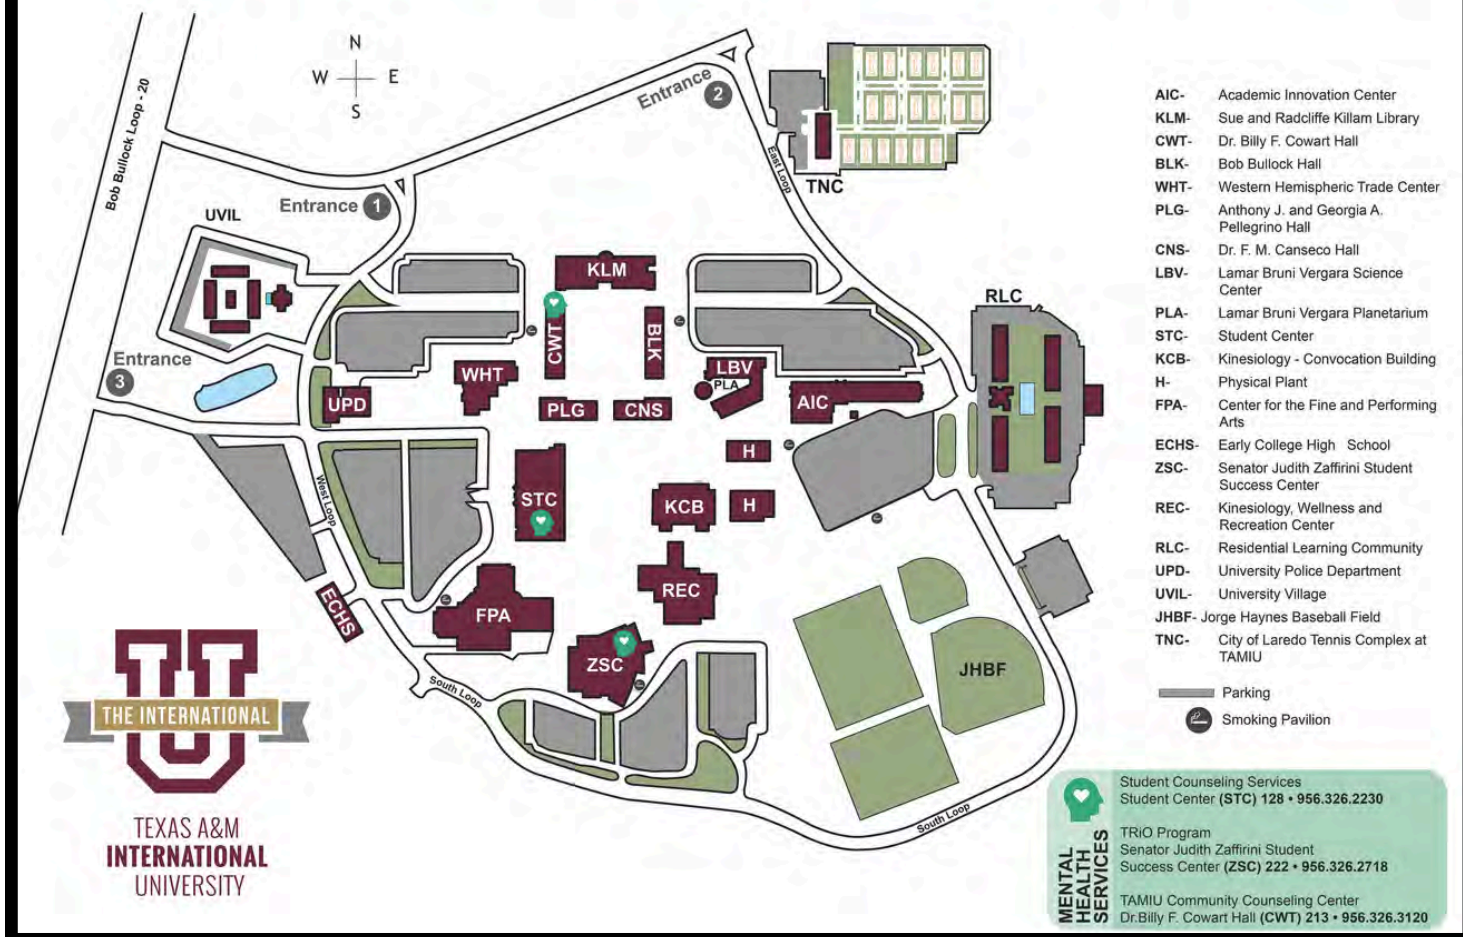 N
W E
S
Bob Bullock Loop - 20
Entrance 1
Entrance 2
Entrance
3
East Loop
TNC
UVIL
KLM
CWT
BLK
RLC
WHT
LBV
PLA
UPD
PLG
CNS
AIC
H
STC
KCB
H
West Loop
ECHS
FPA
REC
ZSC
JHBF
South Loop
South Loop
U
THE INTERNATIONAL
TEXAS A&M
INTERNATIONAL
UNIVERSITY
AIC- Academic Innovation Center
KLM- Sue and Radcliffe Killam Library
CWT- Dr. Billy F. Cowart Hall
BLK- Bob Bullock Hall
WHT- Western Hemispheric Trade Center
PLG- Anthony J. and Georgia A.
Pellegrino Hall
CNS- Dr. F. M. Canseco Hall
LBV- Lamar Bruni Vergara Science
Center
PLA- Lamar Bruni Vergara Planetarium
STC- Student Center
KCB- Kinesiology - Convocation Building
H- Physical Plant
FPA- Center for the Fine and Performing
Arts
ECHS- Early College High School
ZSC- Senator Judith Zaffirini Student
Success Center
REC- Kinesiology, Wellness and
Recreation Center
RLC- Residential Learning Community
UPD- University Police Department
UVIL- University Village
JHBF- Jorge Haynes Baseball Field
TNC- City of Laredo Tennis Complex at
TAMIU
Parking
Smoking Pavilion
MENTAL
HEALTH
SERVICES
Student Counseling Services
Student Center (STC) 128 • 956.326.2230
TRiO Program
Senator Judith Zaffirini Student
Success Center (ZSC) 222 • 956.326.2718
TAMIU Community Counseling Center
Dr.Billy F. Cowart Hall (CWT) 213 • 956.326.3120